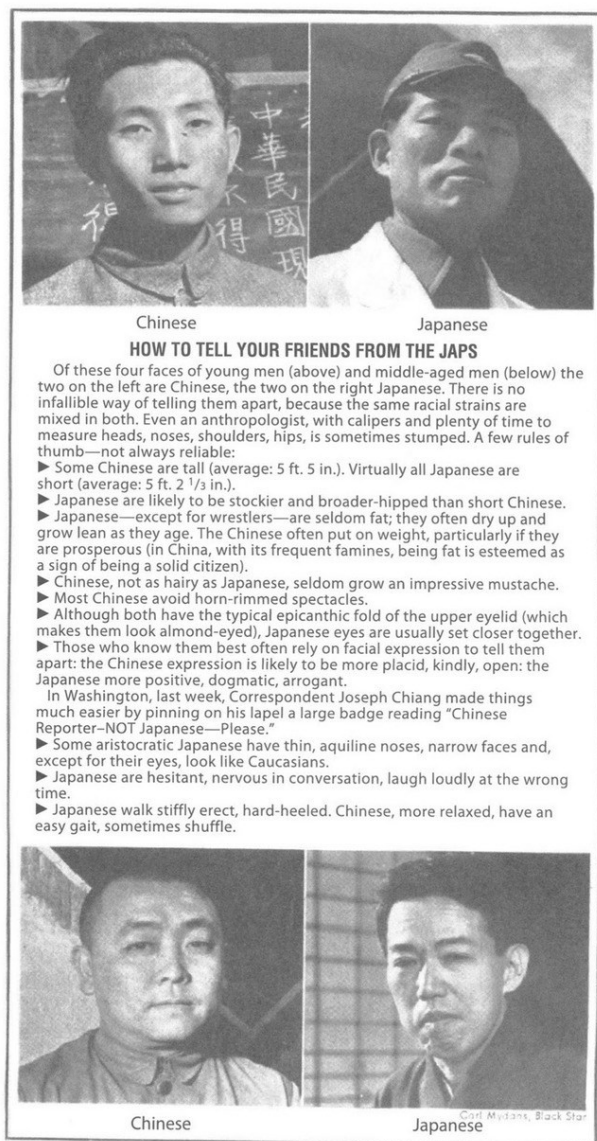 中華民國現
不得
得
Chinese
Japanese
HOW TO TELL YOUR FRIENDS FROM THE JAPS
Of these four faces of young men (above) and middle-aged men (below) the
two on the left are Chinese, the two on the right Japanese. There is no
infallible way of telling them apart, because the same racial strains are
mixed in both. Even an anthropologist, with calipers and plenty of time to
measure heads, noses, shoulders, hips, is sometimes stumped. A few rules of
thumb—not always reliable:
▶ Some Chinese are tall (average: 5 ft. 5 in.). Virtually all Japanese are
short (average: 5 ft. 2 1/3 in.).
▶ Japanese are likely to be stockier and broader-hipped than short Chinese.
▶ Japanese—except for wrestlers—are seldom fat; they often dry up and
grow lean as they age. The Chinese often put on weight, particularly if they
are prosperous (in China, with its frequent famines, being fat is esteemed as
a sign of being a solid citizen).
▶ Chinese, not as hairy as Japanese, seldom grow an impressive mustache.
▶ Most Chinese avoid horn-rimmed spectacles.
▶ Although both have the typical epicanthic fold of the upper eyelid (which
makes them look almond-eyed), Japanese eyes are usually set closer together.
▶ Those who know them best often rely on facial expression to tell them
apart: the Chinese expression is likely to be more placid, kindly, open: the
Japanese more positive, dogmatic, arrogant.
In Washington, last week, Correspondent Joseph Chiang made things
much easier by pinning on his lapel a large badge reading “Chinese
Reporter–NOT Japanese—Please.”
▶ Some aristocratic Japanese have thin, aquiline noses, narrow faces and,
except for their eyes, look like Caucasians.
▶ Japanese are hesitant, nervous in conversation, laugh loudly at the wrong
time.
▶ Japanese walk stiffly erect, hard-heeled. Chinese, more relaxed, have an
easy gait, sometimes shuffle.
Carl Mydans, Black Star
Chinese
Japanese